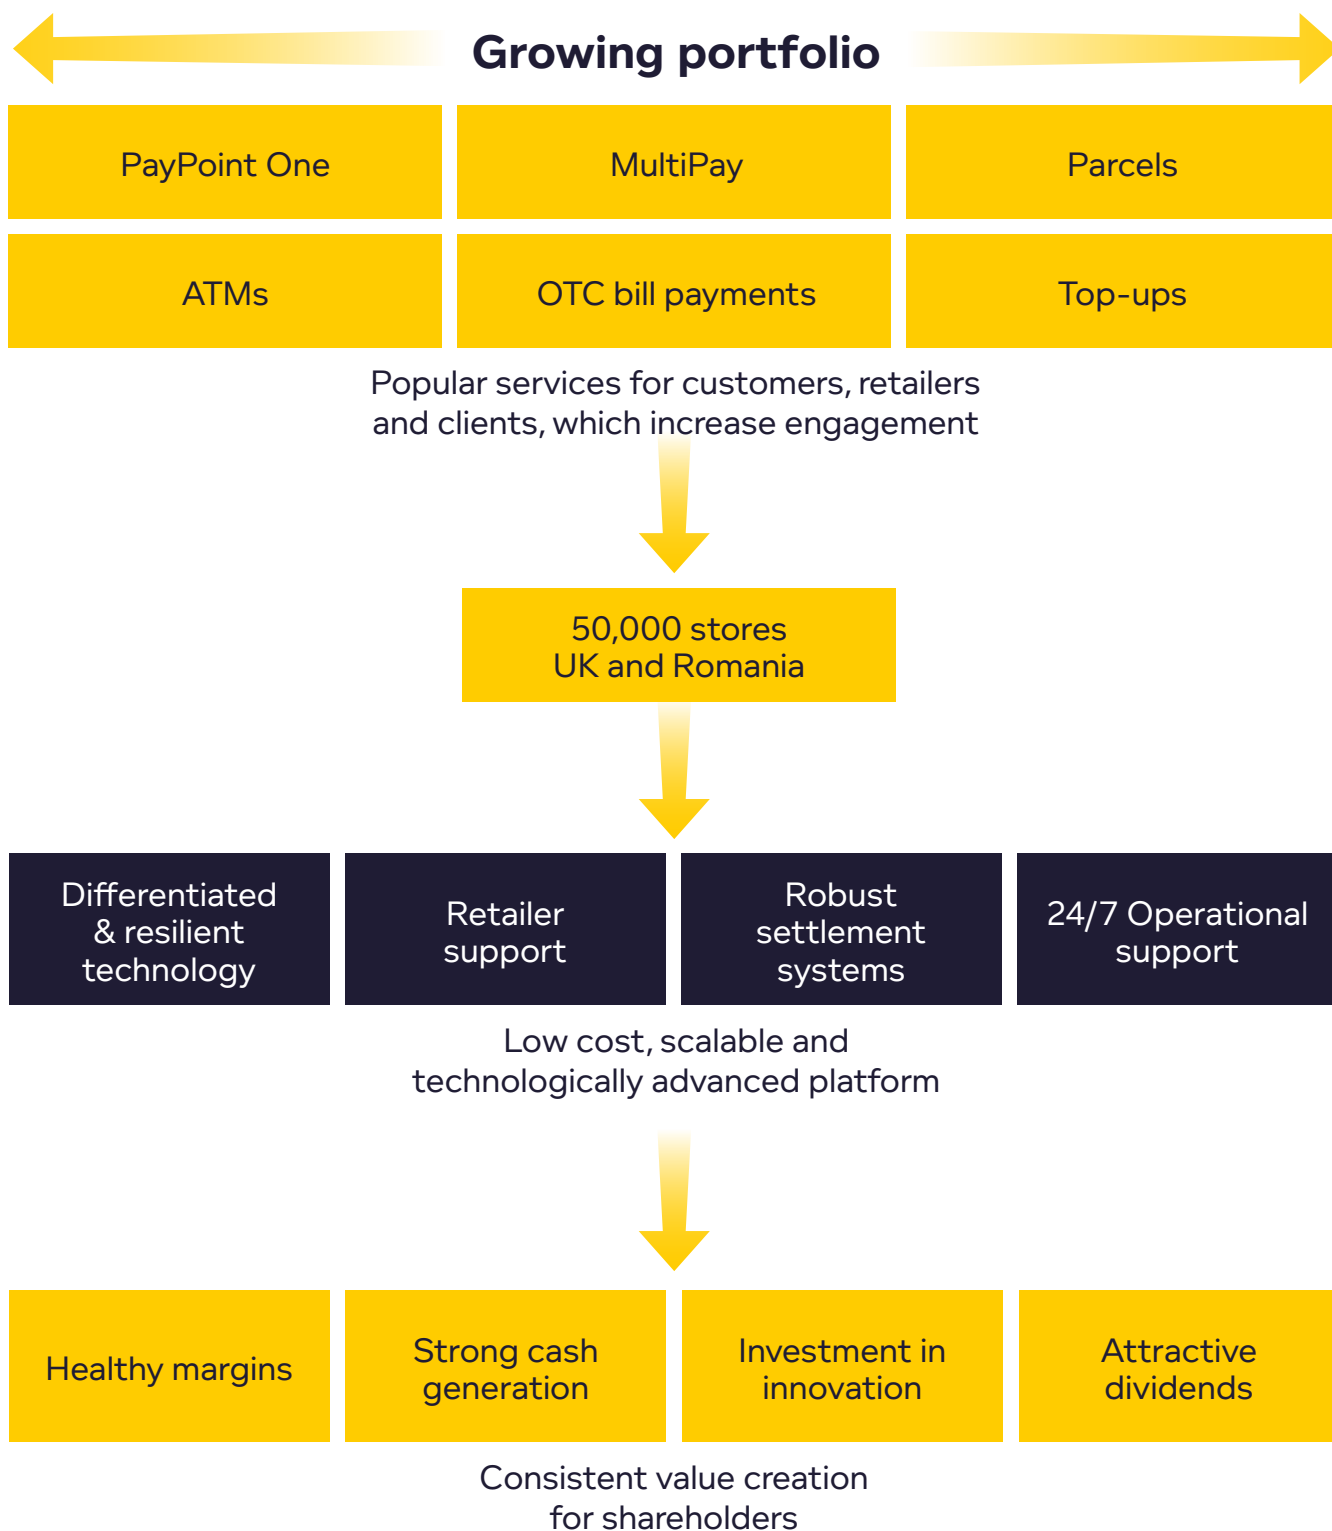 Growing portfolio
PayPoint One
MultiPay
Parcels
ATMs
OTC bill payments
Top-ups
Popular services for customers, retailers
and clients, which increase engagement
50,000 stores
UK and Romania
Differentiated
& resilient
technology
Retailer
support
Robust
settlement
systems
24/7 Operational
support
Low cost, scalable and
technologically advanced platform
Healthy margins
Strong cash
generation
Investment in
innovation
Attractive
dividends
Consistent value creation
for shareholders